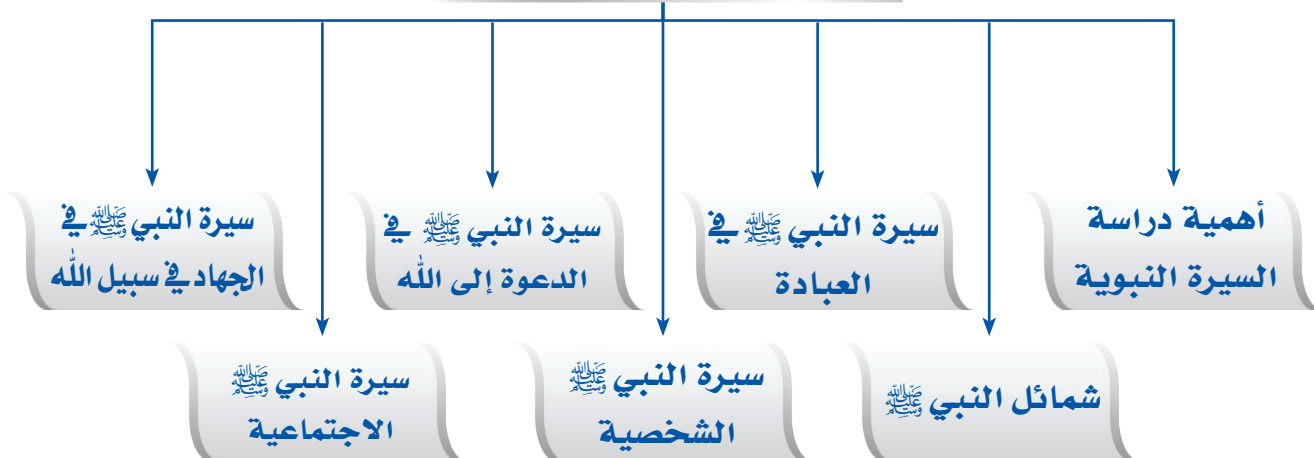 أهمية دراسة
السيرة النبوية
شمائل النبي ﷺ
سيرة النبي ﷺ في
العبادة
سيرة النبي ﷺ
الشخصية
سيرة النبي ﷺ في
الدعوة إلى الله
سيرة النبي ﷺ
الاجتماعية
سيرة النبي ﷺ في
الجهاد في سبيل الله